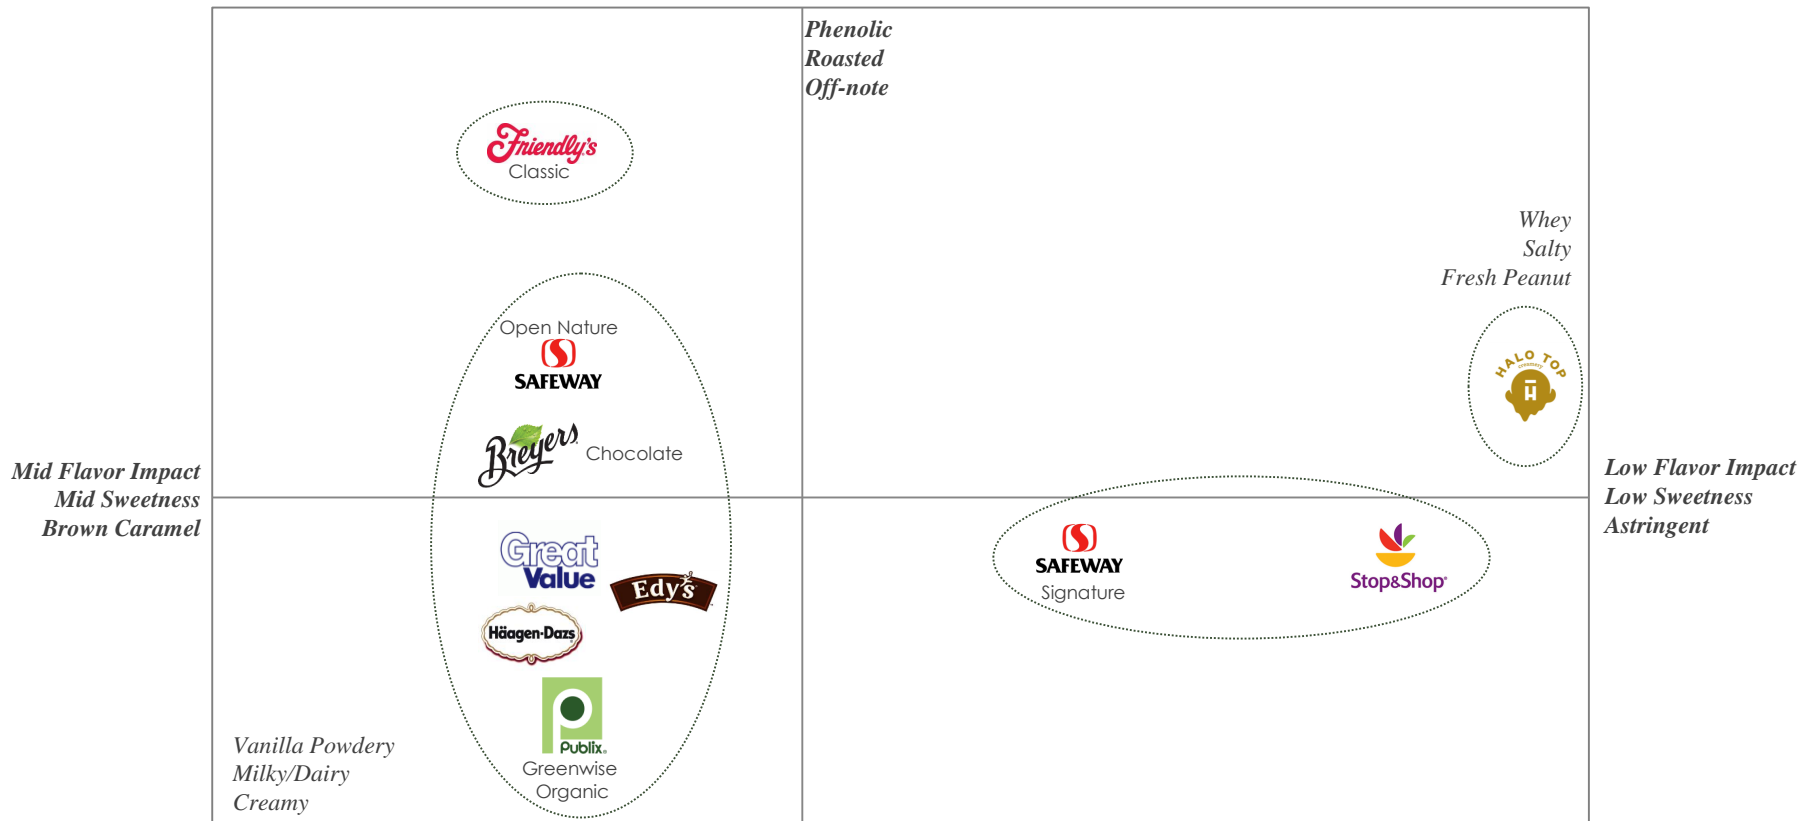 Phenolic
Roasted
Off-note
Friendly's
Classic
Whey
Salty
Fresh Peanut
Open Nature
SAFEWAY
HALO TOP
creamery
H
Breyers
Chocolate
Mid Flavor Impact
Mid Sweetness
Brown Caramel
Low Flavor Impact
Low Sweetness
Astringent
Great
Value
Edy's
Häagen-Dazs
SAFEWAY
Signature
Stop&Shop®
P
Publix®
Greenwise
Organic
Vanilla Powdery
Milky/Dairy
Creamy